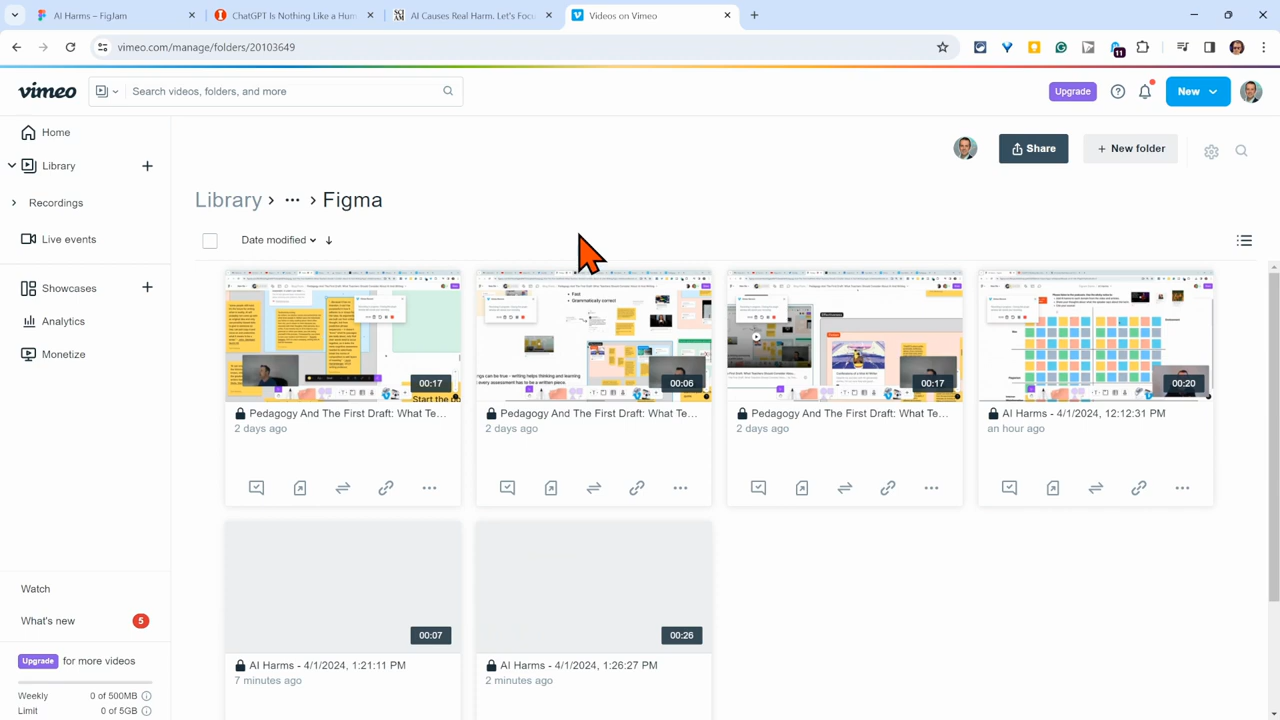 AI Harms - FigJam
ChatGPT Is Nothing Like a Hum
AI Causes Real Harm. Let's Foc
Videos on Vimeo
vimeo.com/manage/folders/20103649
11
vimeo
Search videos, folders, and more
Upgrade
New
Home
Library
Recordings
Live events
Showcases
Analytics
Monetize
Share
+ New folder
Library > ... > Figma
Date modified
00:17
00:06
00:17
00:20
Pedagogy And The First Draft: What Te...
2 days ago
Pedagogy And The First Draft: What Te...
2 days ago
Pedagogy And The First Draft: What Te...
2 days ago
AI Harms - 4/1/2024, 12:12:31 PM
an hour ago
00:07
00:26
AI Harms - 4/1/2024, 1:21:11 PM
7 minutes ago
AI Harms - 4/1/2024, 1:26:27 PM
2 minutes ago
Watch
What's new
5
Upgrade for more videos
Weekly 0 of 500MB
Limit 0 of 5GB